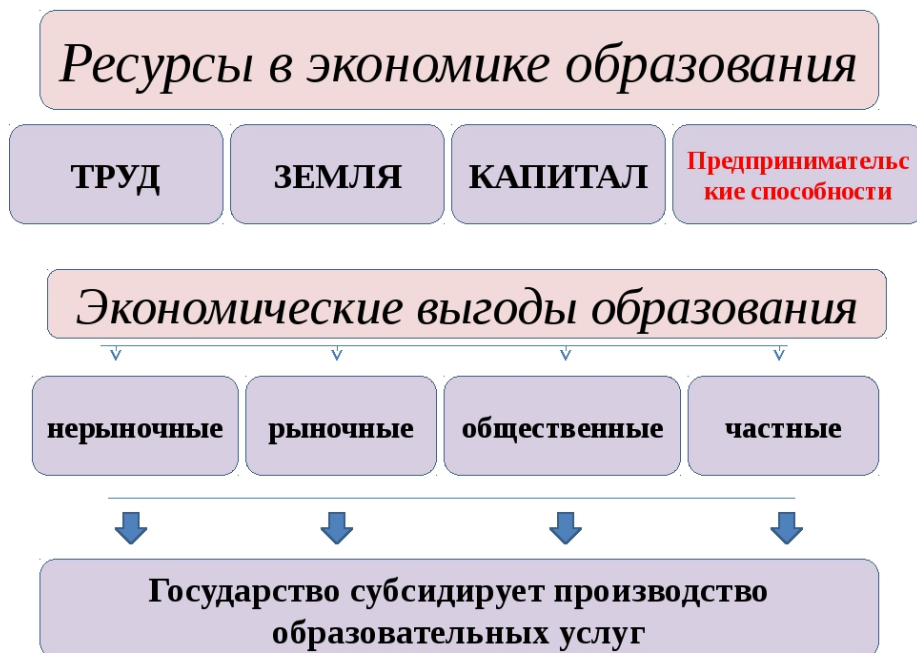 Ресурсы в экономике образования
ТРУД
ЗЕМЛЯ
КАПИТАЛ
Предпринимательс
кие способности
Экономические выгоды образования
нерыночные
рыночные
общественные
частные
Государство субсидирует производство
образовательных услуг